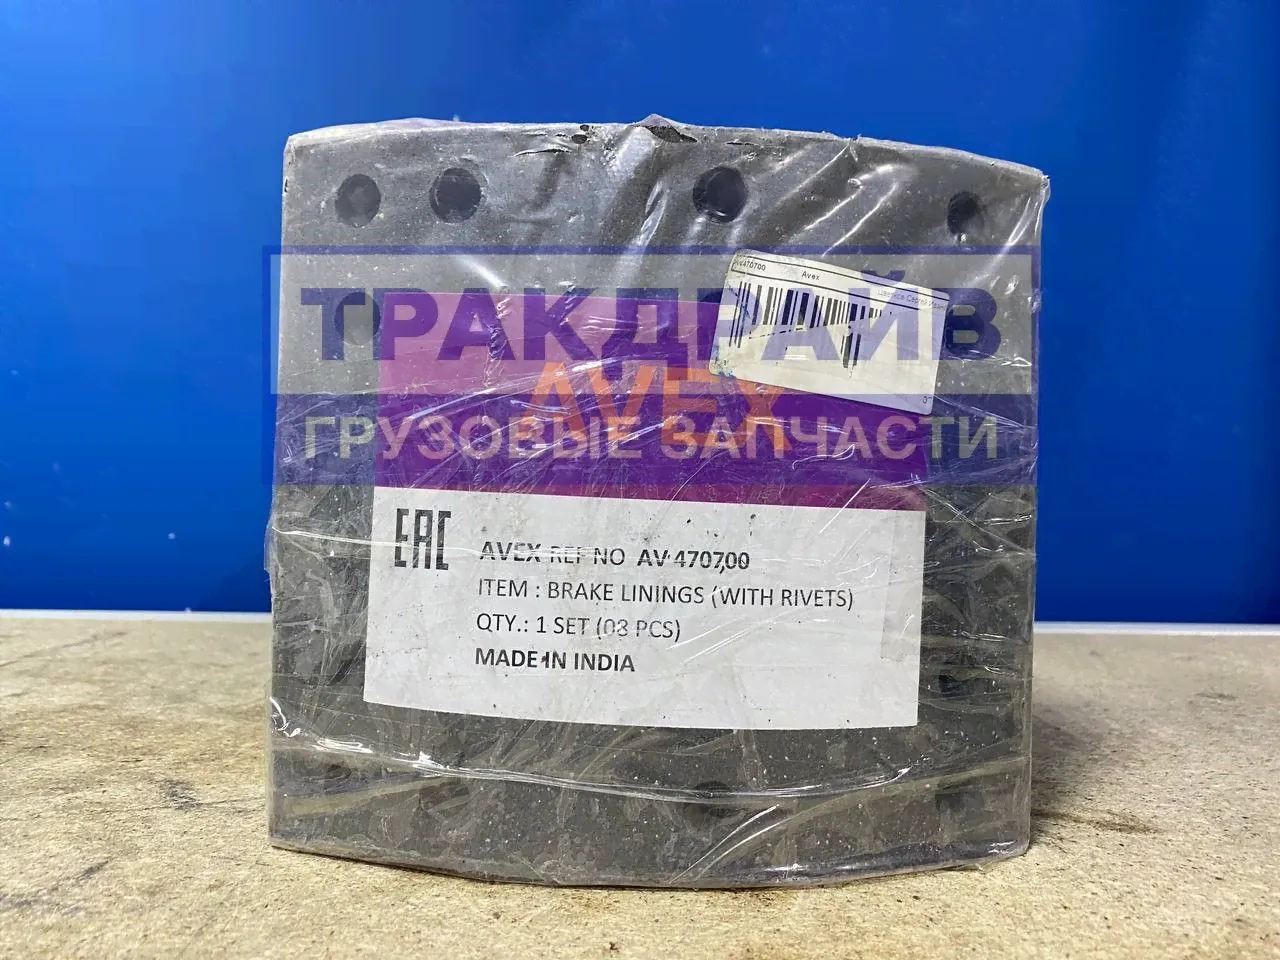 AV470700
Avex
ТРАКДРАЙВ
AVEX
ГРУЗОВЫЕ ЗАПЧАСТИ
EAC
AVEX REF NO AV 470700
ITEM : BRAKE LININGS (WITH RIVETS)
QTY.: 1 SET (03 PCS)
MADE IN INDIA